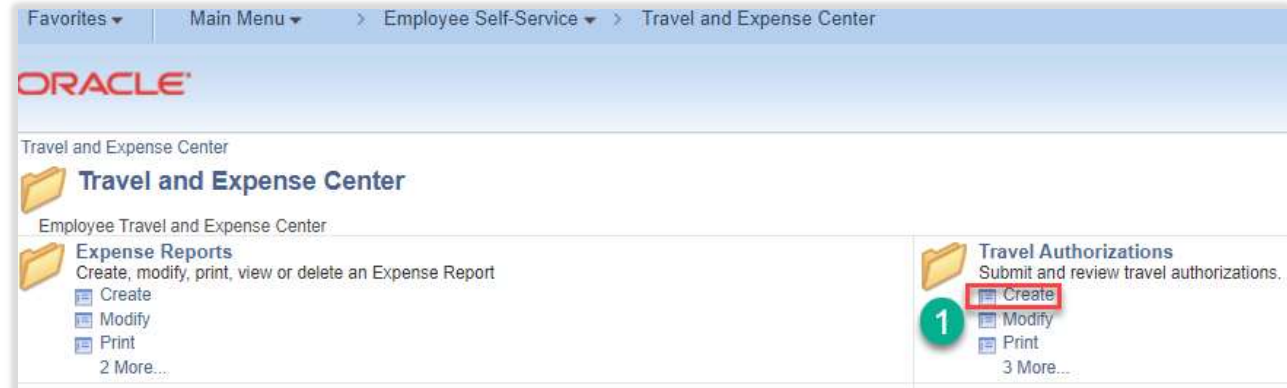 Favorites Main Menu > Employee Self-Service > Travel and Expense Center
ORACLE
Travel and Expense Center
Travel and Expense Center
Employee Travel and Expense Center
Expense Reports
Create, modify, print, view or delete an Expense Report
Create
Modify
Print
2 More...
Travel Authorizations
Submit and review travel authorizations.
Create
1
Modify
Print
3 More...